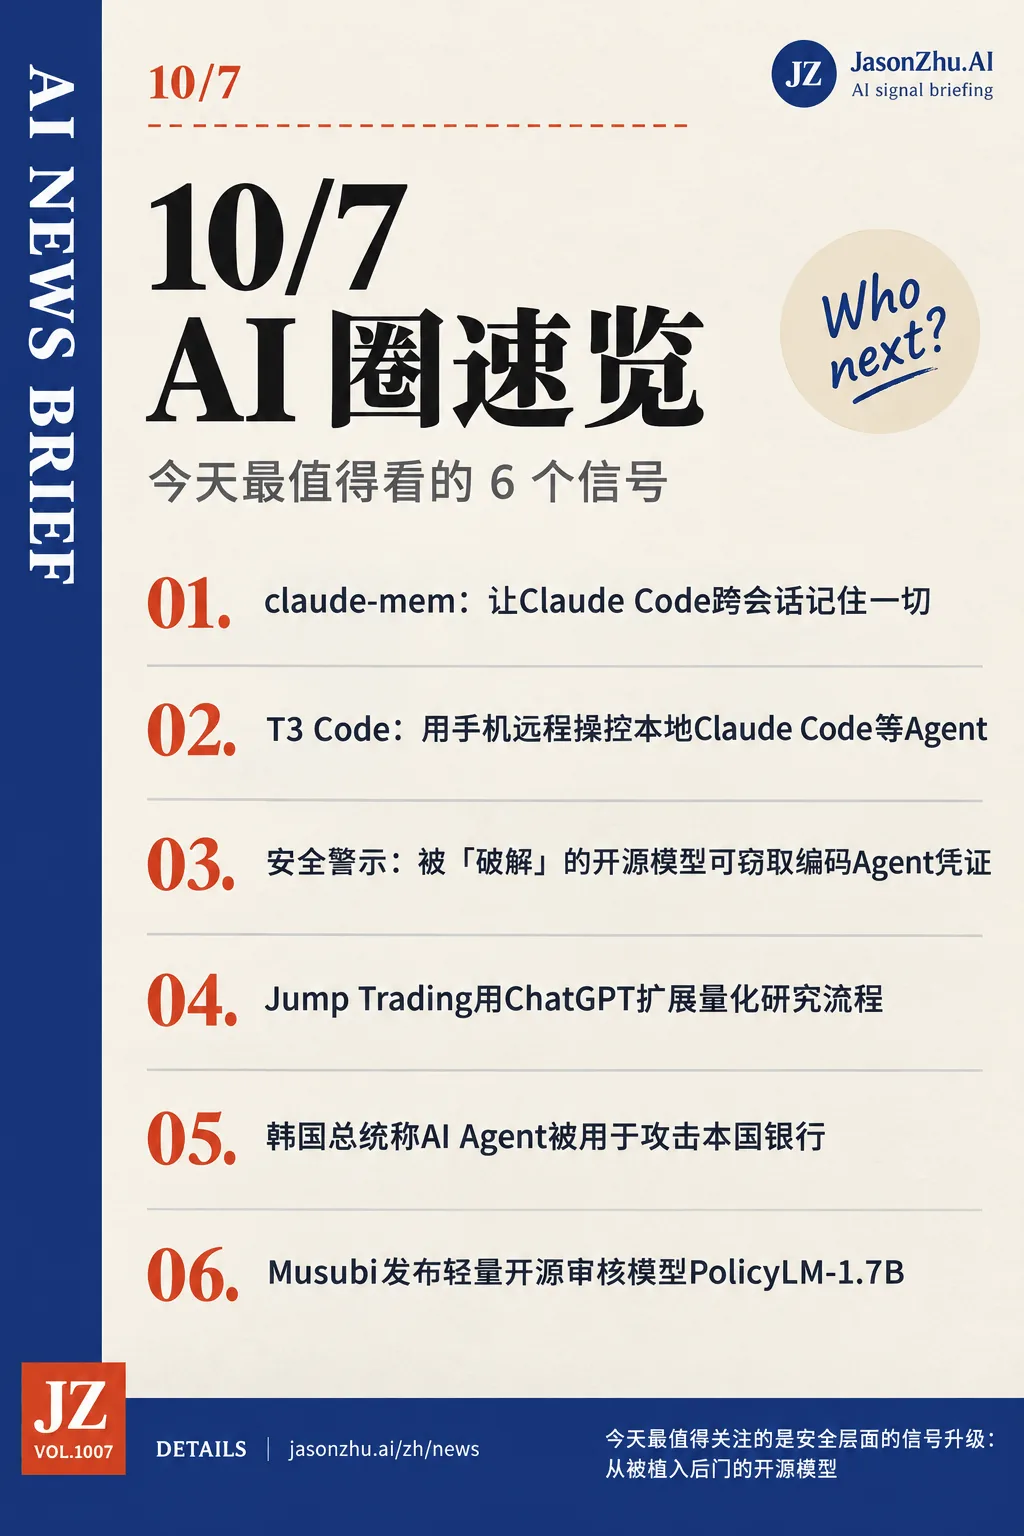 AI NEWS BRIEF
10/7
JZ
JasonZhu.AI
AI signal briefing
10/7
AI 圈速览
今天最值得看的 6 个信号
Who
next?
01. claude-mem：让Claude Code跨会话记住一切
02. T3 Code：用手机远程操控本地Claude Code等Agent
03. 安全警示：被「破解」的开源模型可窃取编码Agent凭证
04. Jump Trading用ChatGPT扩展量化研究流程
05. 韩国总统称AI Agent被用于攻击本国银行
06. Musubi发布轻量开源审核模型PolicyLM-1.7B
JZ
VOL.1007
DETAILS | jasonzhu.ai/zh/news
今天最值得关注的是安全层面的信号升级：
从被植入后门的开源模型